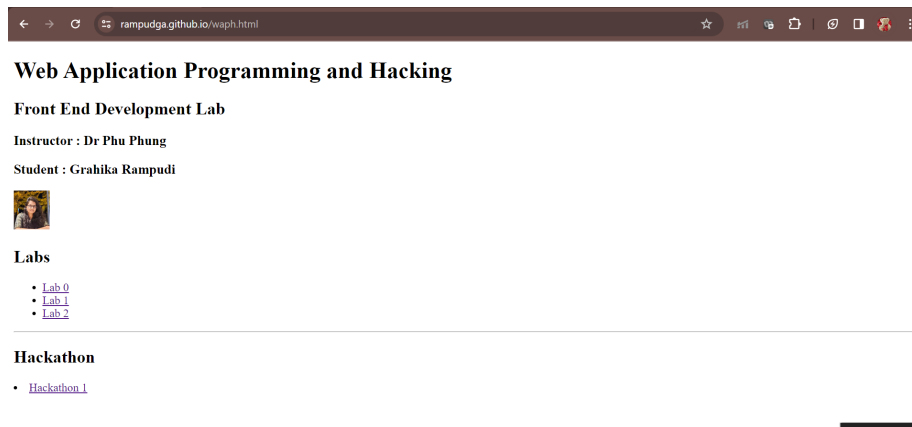 rampudga.github.io/waph.html
Web Application Programming and Hacking
Front End Development Lab
Instructor : Dr Phu Phung
Student : Grahika Rampudi
Labs
Lab 0
Lab 1
Lab 2
Hackathon
Hackathon 1